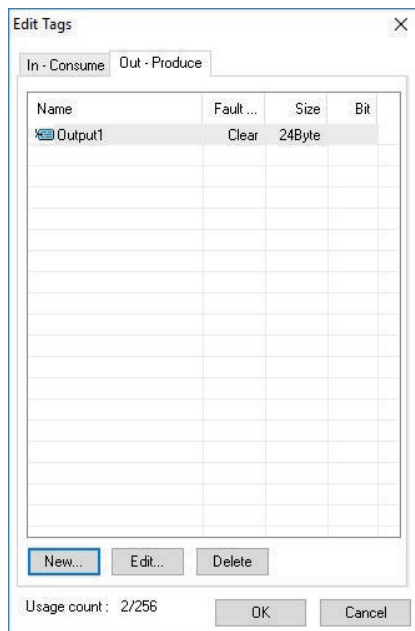 Edit Tags
In - Consume Out - Produce
Name Fault ... Size Bit
Output1 Clear 24Byte
New... Edit... Delete
Usage count : 2/256 OK Cancel